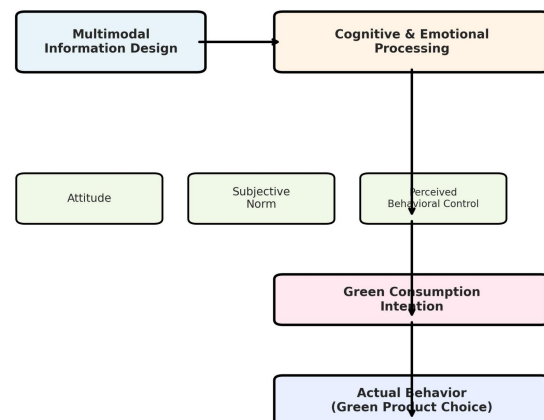 Multimodal
Information Design
Cognitive & Emotional
Processing
Attitude
Subjective
Norm
Perceived
Behavioral Control
Green Consumption
Intention
Actual Behavior
(Green Product Choice)